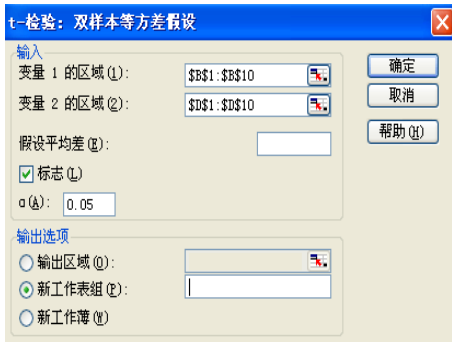 t-检验: 双样本等方差假设
输入
变量 1 的区域(1): $B$1:$B$10
变量 2 的区域(2): $D$1:$D$10
假设平均差(E):
标志(L)
α(A): 0.05
输出选项
输出区域(O):
新工作表组(P):
新工作薄(W)
确定
取消
帮助(H)